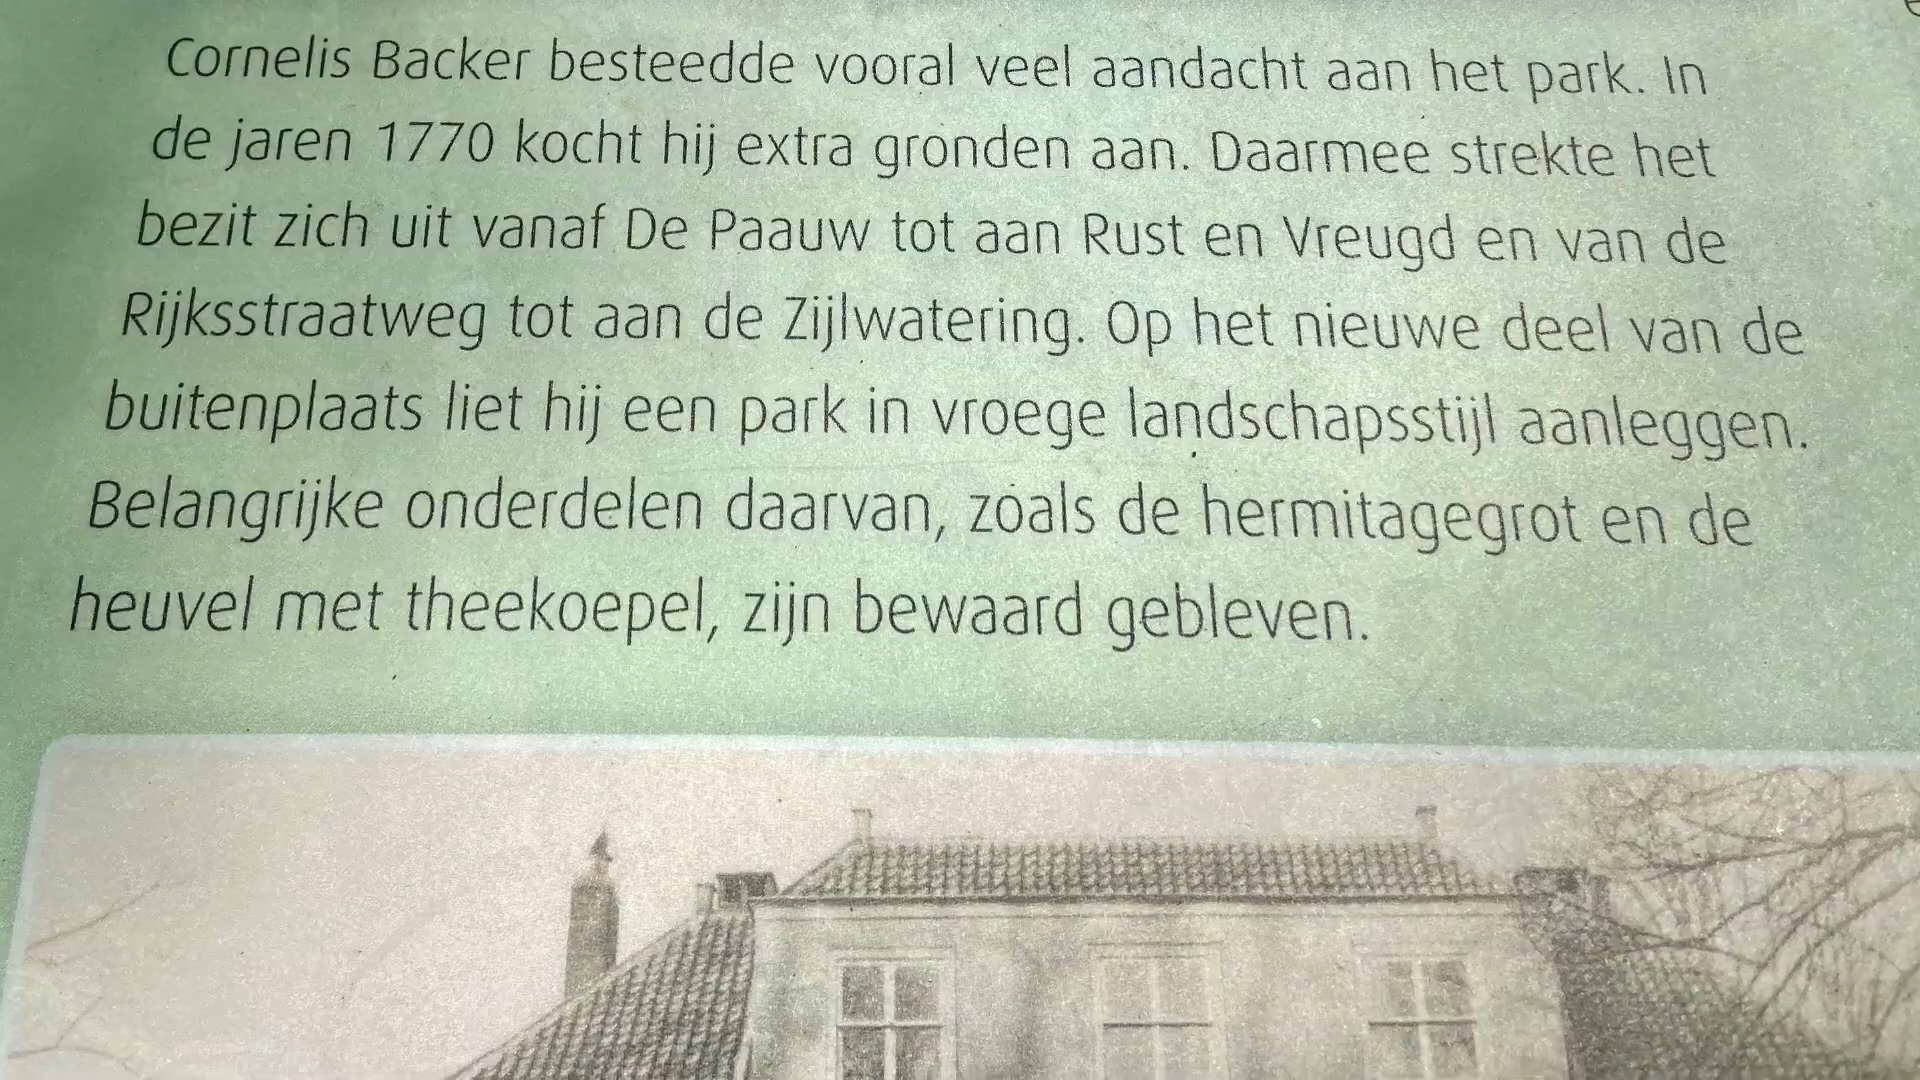 Cornelis Backer besteedde vooral veel aandacht aan het park. In
de jaren 1770 kocht hij extra gronden aan. Daarmee strekte het
bezit zich uit vanaf De Paauw tot aan Rust en Vreugd en van de
Rijksstraatweg tot aan de Zijlwatering. Op het nieuwe deel van de
buitenplaats liet hij een park in vroege landschapsstijl aanleggen.
Belangrijke onderdelen daarvan, zoals de hermitagegrot en de
heuvel met theekoepel, zijn bewaard gebleven.